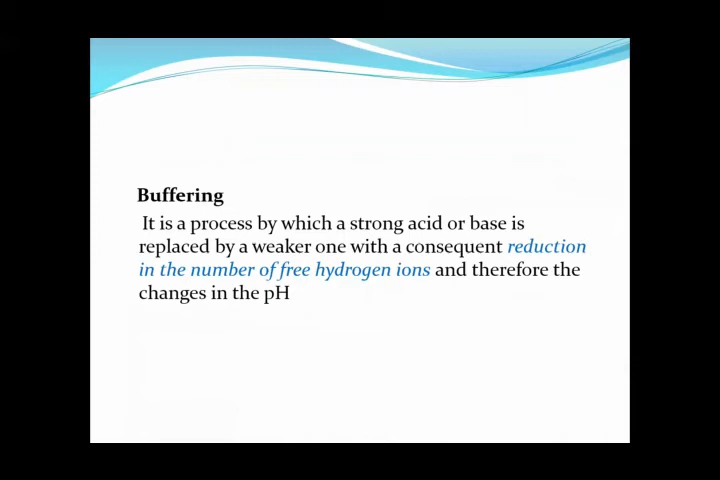 Buffering
It is a process by which a strong acid or base is
replaced by a weaker one with a consequent reduction
in the number of free hydrogen ions and therefore the
changes in the pH